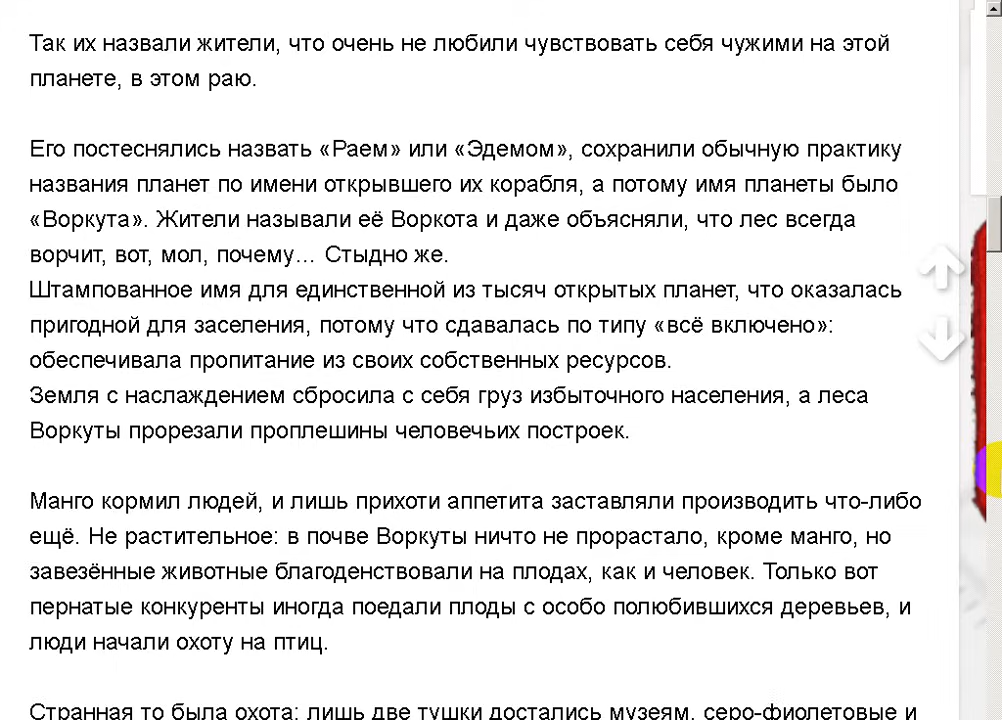 Так их назвали жители, что очень не любили чувствовать себя чужими на этой
планете, в этом раю.
Его постеснялись назвать «Раем» или «Эдемом», сохранили обычную практику
названия планет по имени открывшего их корабля, а потому имя планеты было
«Воркута». Жители называли её Воркота и даже объясняли, что лес всегда
ворчит, вот, мол, почему... Стыдно же.
Штампованное имя для единственной из тысяч открытых планет, что оказалась
пригодной для заселения, потому что сдавалась по типу «всё включено»:
обеспечивала пропитание из своих собственных ресурсов.
Земля с наслаждением сбросила с себя груз избыточного населения, а леса
Воркуты прорезали проплешины человечьих построек.
Манго кормил людей, и лишь прихоти аппетита заставляли производить что-либо
ещё. Не растительное: в почве Воркуты ничто не прорастало, кроме манго, но
завезённые животные благоденствовали на плодах, как и человек. Только вот
пернатые конкуренты иногда поедали плоды с особо полюбившихся деревьев, и
люди начали охоту на птиц.
Странная то была охота: лишь две тушки достались музеям, серо-фиолетовые и